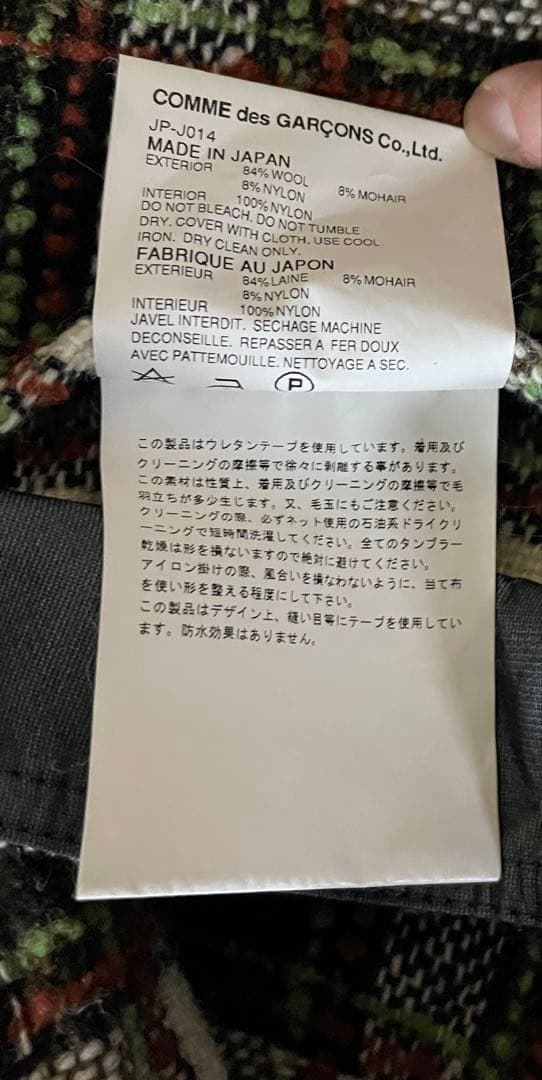 COMME des GARÇONS Co.,Ltd.
JP-J014
MADE IN JAPAN
EXTERIOR 84% WOOL 8% MOHAIR
8% NYLON
INTERIOR 100% NYLON
DO NOT BLEACH. DO NOT TUMBLE
DRY. COVER WITH CLOTH, USE COOL
IRON. DRY CLEAN ONLY.
FABRIQUE AU JAPON
EXTERIEUR 84% LAINE 8% MOHAIR
8% NYLON
INTERIEUR 100% NYLON
JAVEL INTERDIT. SECHAGE MACHINE
DECONSEILLE. REPASSER A FER DOUX
AVEC PATTEMOUILLE. NETTOYAGE A SEC.
P
この製品はウレタンテープを使用しています。着用及び
クリーニングの摩擦等で徐々に剥離する事があります。
この素材は性質上、着用及びクリーニングの摩擦等で毛
羽立ちが多少生じます。又、毛玉にもご注意ください。
クリーニングの際、必ずネット使用の石油系ドライクリ
ーニングで短時間洗濯してください。全てのタンブラー
乾燥は形を損ないますので絶対に避けてください。
アイロン掛けの際、風合いを損なわないように、当て布
を使い形を整える程度にして下さい。
この製品はデザイン上、縫い目等にテープを使用してい
ます。防水効果はありません。